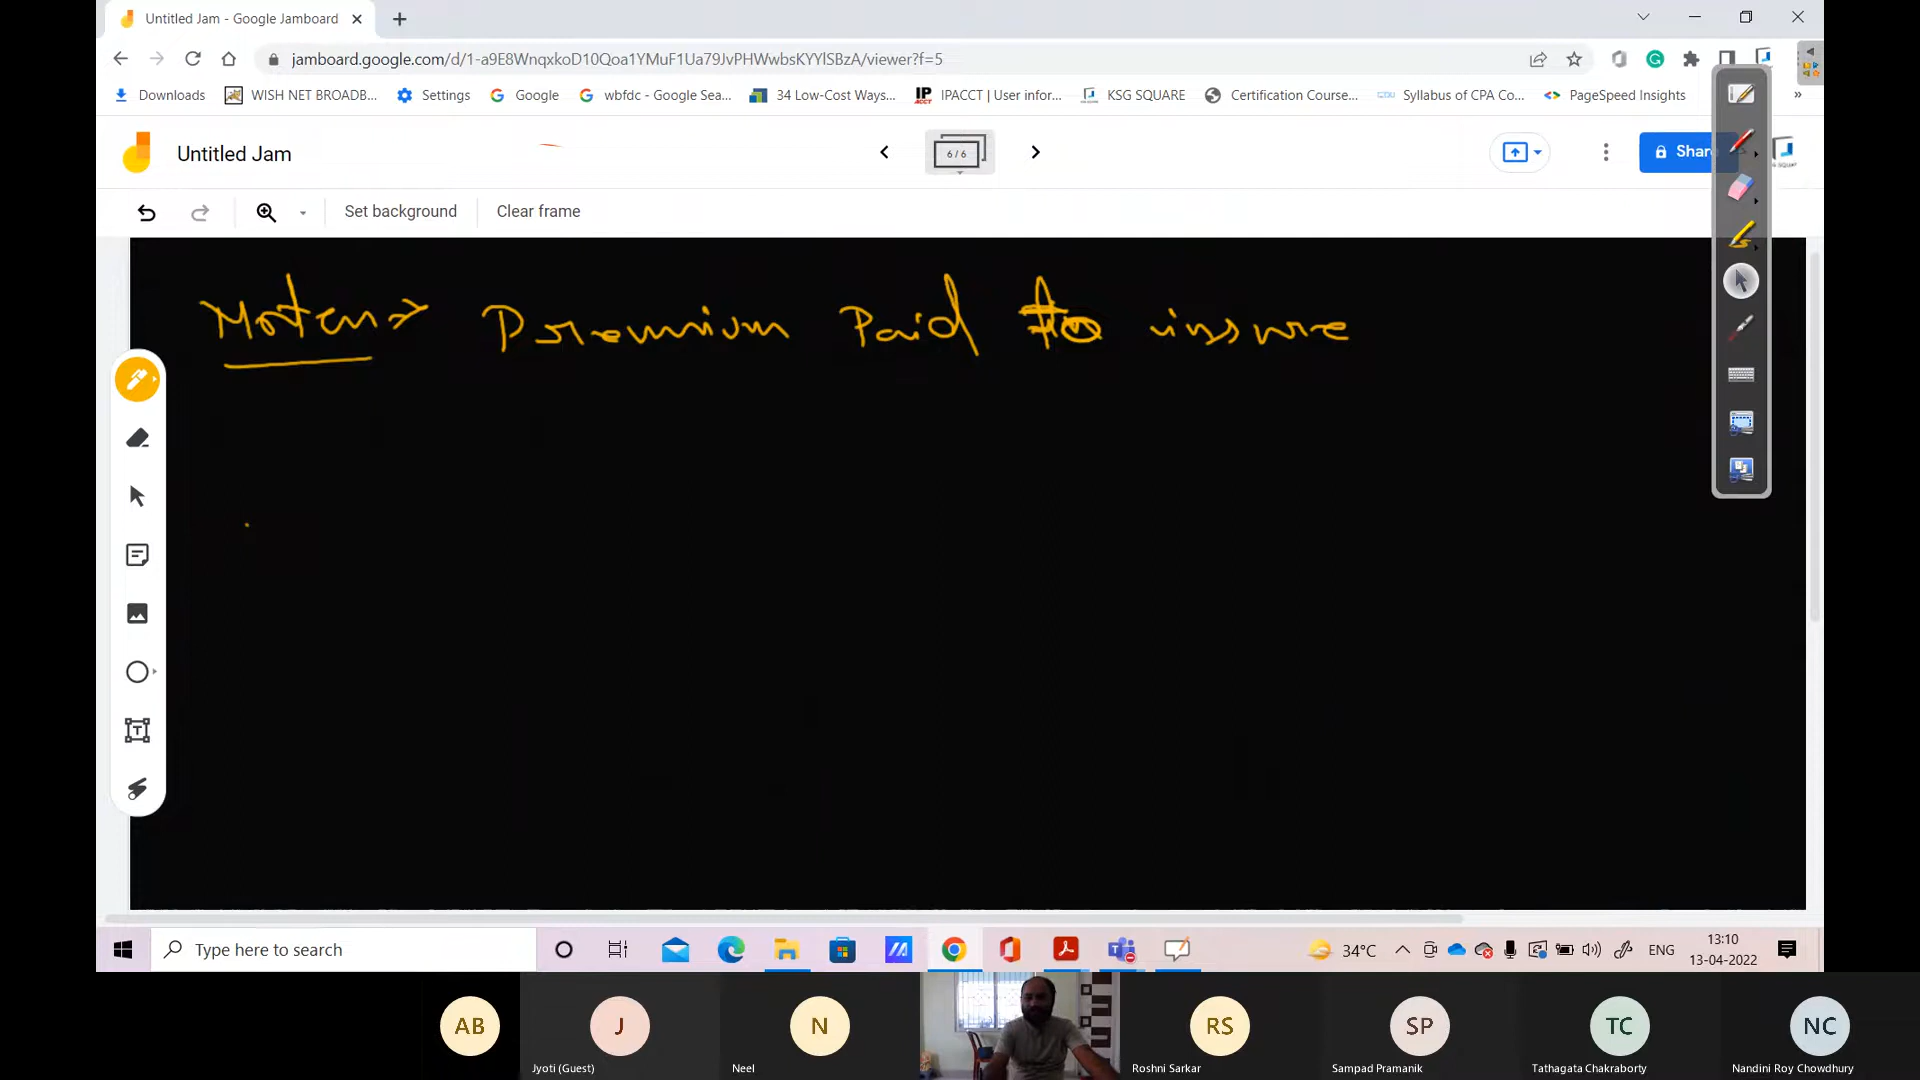 Untitled Jam - Google Jamboard
jamboard.google.com/d/1-a9E8WnqxkoD10Qoa1YMuF1Ua79JvPHWwbsKYYlSBzA/viewer?f=5
Downloads WISH NET BROADB... Settings Google wbfdc - Google Sea... 34 Low-Cost Ways... IP IPACCT | User infor... KSG SQUARE Certification Course... Syllabus of CPA Co... PageSpeed Insights »
Untitled Jam 6 / 6 Shar
Set background Clear frame
Premium Paid to insure
Type here to search 34°C ENG 13:10
13-04-2022
AB J N RS SP TC NC
Jyoti (Guest) Neel Roshni Sarkar Sampad Pramanik Tathagata Chakraborty Nandini Roy Chowdhury